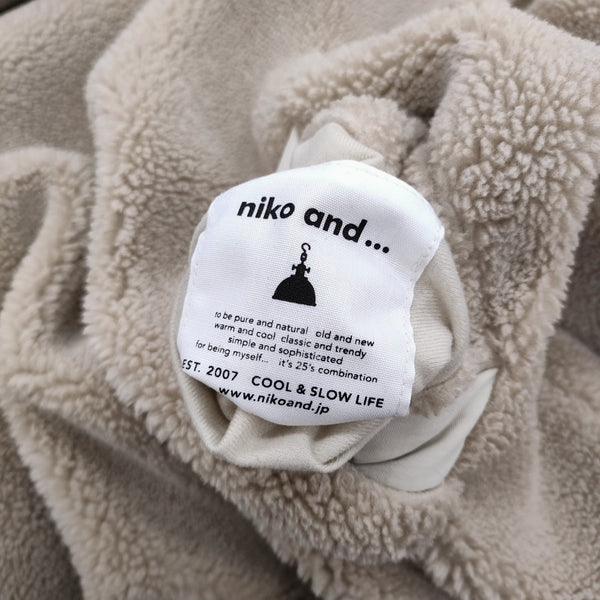 niko and...
to be pure and natural old and new
warm and cool classic and trendy
simple and sophisticated
for being myself... it's 25's combination
EST. 2007 COOL & SLOW LIFE
www.nikoand.jp